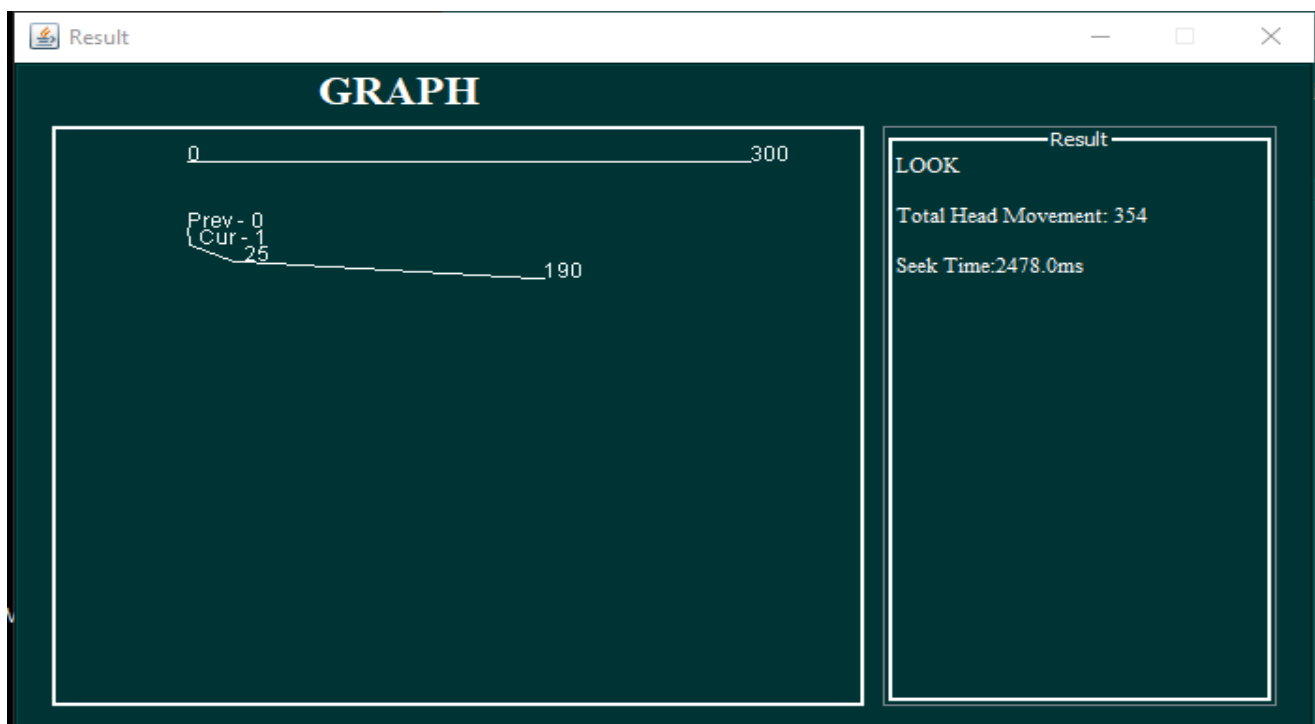 Result
GRAPH
0 300
Prev - 0
Cur - 1
25
190
Result
LOOK
Total Head Movement: 354
Seek Time:2478.0ms